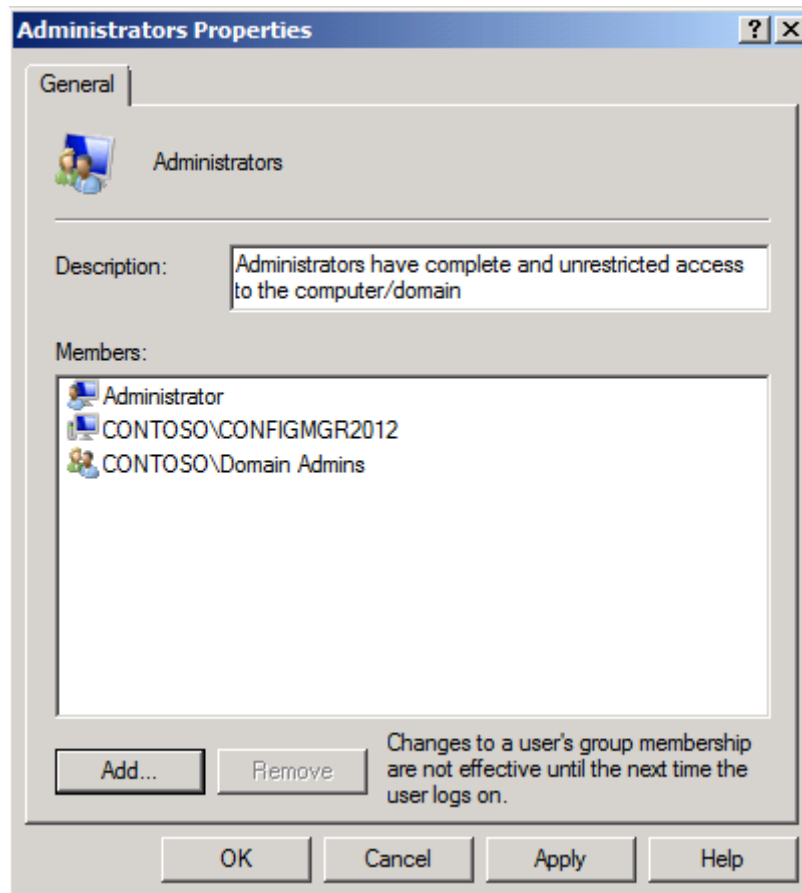 Administrators Properties
General
Administrators
Description:
Administrators have complete and unrestricted access
to the computer/domain
Members:
Administrator
CONTOSO\CONFIGMGR2012
CONTOSO\Domain Admins
Add...
Remove
Changes to a user's group membership
are not effective until the next time the
user logs on.
OK
Cancel
Apply
Help